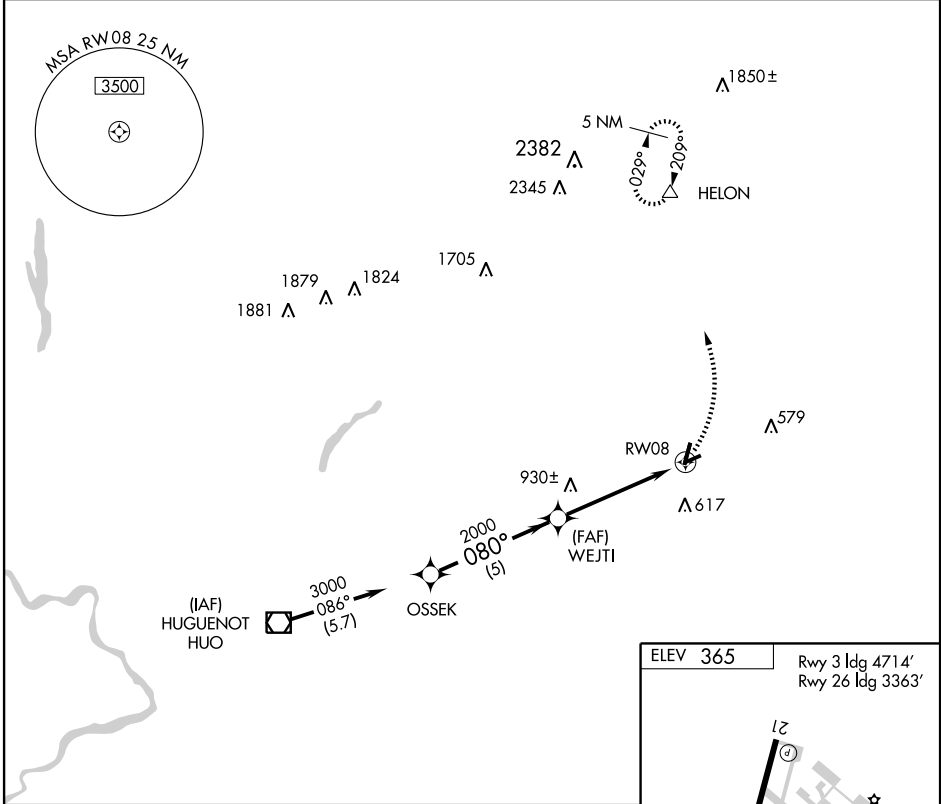 MSA RW08 25 NM
3500
1850±
5 NM
2382
029°
209°
2345
HELON
1705
1879
1824
1881
579
RW08
930±
617
2000
080°
(5)
(FAF)
WEJTI
3000
086°
(5.7)
OSSEK
(IAF)
HUGUENOT
HUO
ELEV 365
Rwy 3 ldg 4714'
Rwy 26 ldg 3363'
21
P